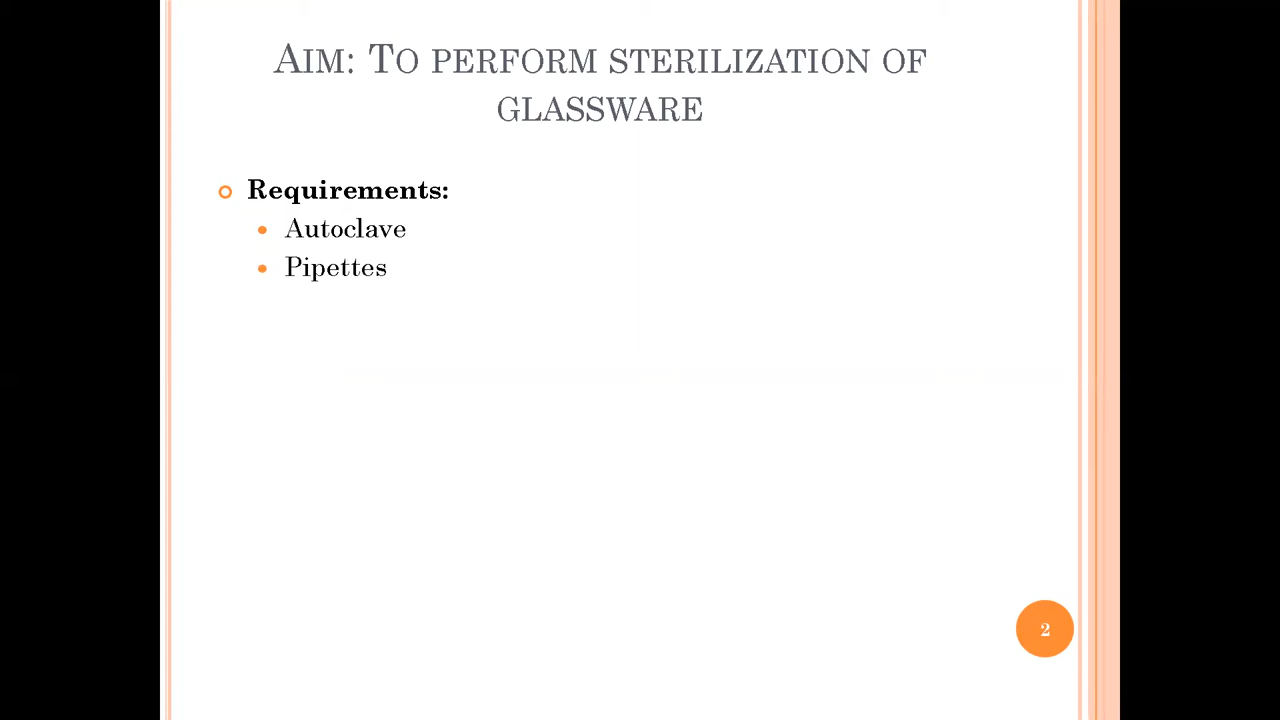 Aim: To perform sterilization of
glassware
Requirements:
Autoclave
Pipettes
2